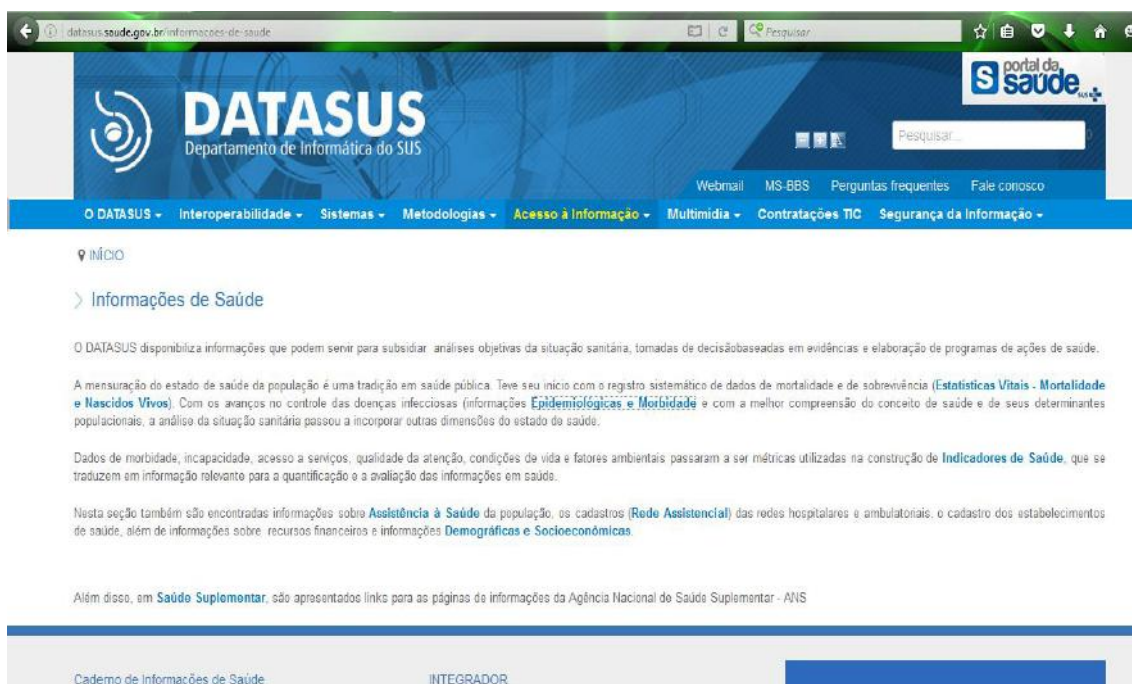 datasus.saude.gov.br/informacoes-de-saude
Pesquisar
portal da
saúde
SUS
DATASUS
Departamento de Informática do SUS
Pesquisar...
Webmail MS-BBS Perguntas frequentes Fale conosco
O DATASUS Interoperabilidade Sistemas Metodologias Acesso à Informação Multimidia Contratações TIC Segurança da Informação
INÍCIO
Informações de Saúde
O DATASUS disponibiliza informações que podem servir para subsidiar análises objetivas da situação sanitária, tomadas de decisãobaseadas em evidências e elaboração de programas de ações de saúde.
A mensuração do estado de saúde da população é uma tradição em saúde pública. Teve seu início com o registro sistemático de dados de mortalidade e de sobrevivência (Estatísticas Vitais - Mortalidade
e Nascidos Vivos). Com os avanços no controle das doenças infecciosas (informações Epidemiológicas e Morbidade e com a melhor compreensão do conceito de saúde e de seus determinantes
populacionais, a análise da situação sanitária passou a incorporar outras dimensões do estado de saúde.
Dados de morbidade, incapacidade, acesso a serviços, qualidade da atenção, condições de vida e fatores ambientais passaram a ser métricas utilizadas na construção de Indicadores de Saúde, que se
traduzem em informação relevante para a quantificação e a avaliação das informações em saúde.
Nesta seção também são encontradas informações sobre Assistência à Saúde da população, os cadastros (Rede Assistencial) das redes hospitalares e ambulatoriais, o cadastro dos estabelecimentos
de saúde, além de informações sobre recursos financeiros e informações Demográficas e Socioeconômicas.
Além disso, em Saúde Suplementar, são apresentados links para as páginas de informações da Agência Nacional de Saúde Suplementar - ANS
Caderno de Informações de Saúde INTEGRADOR